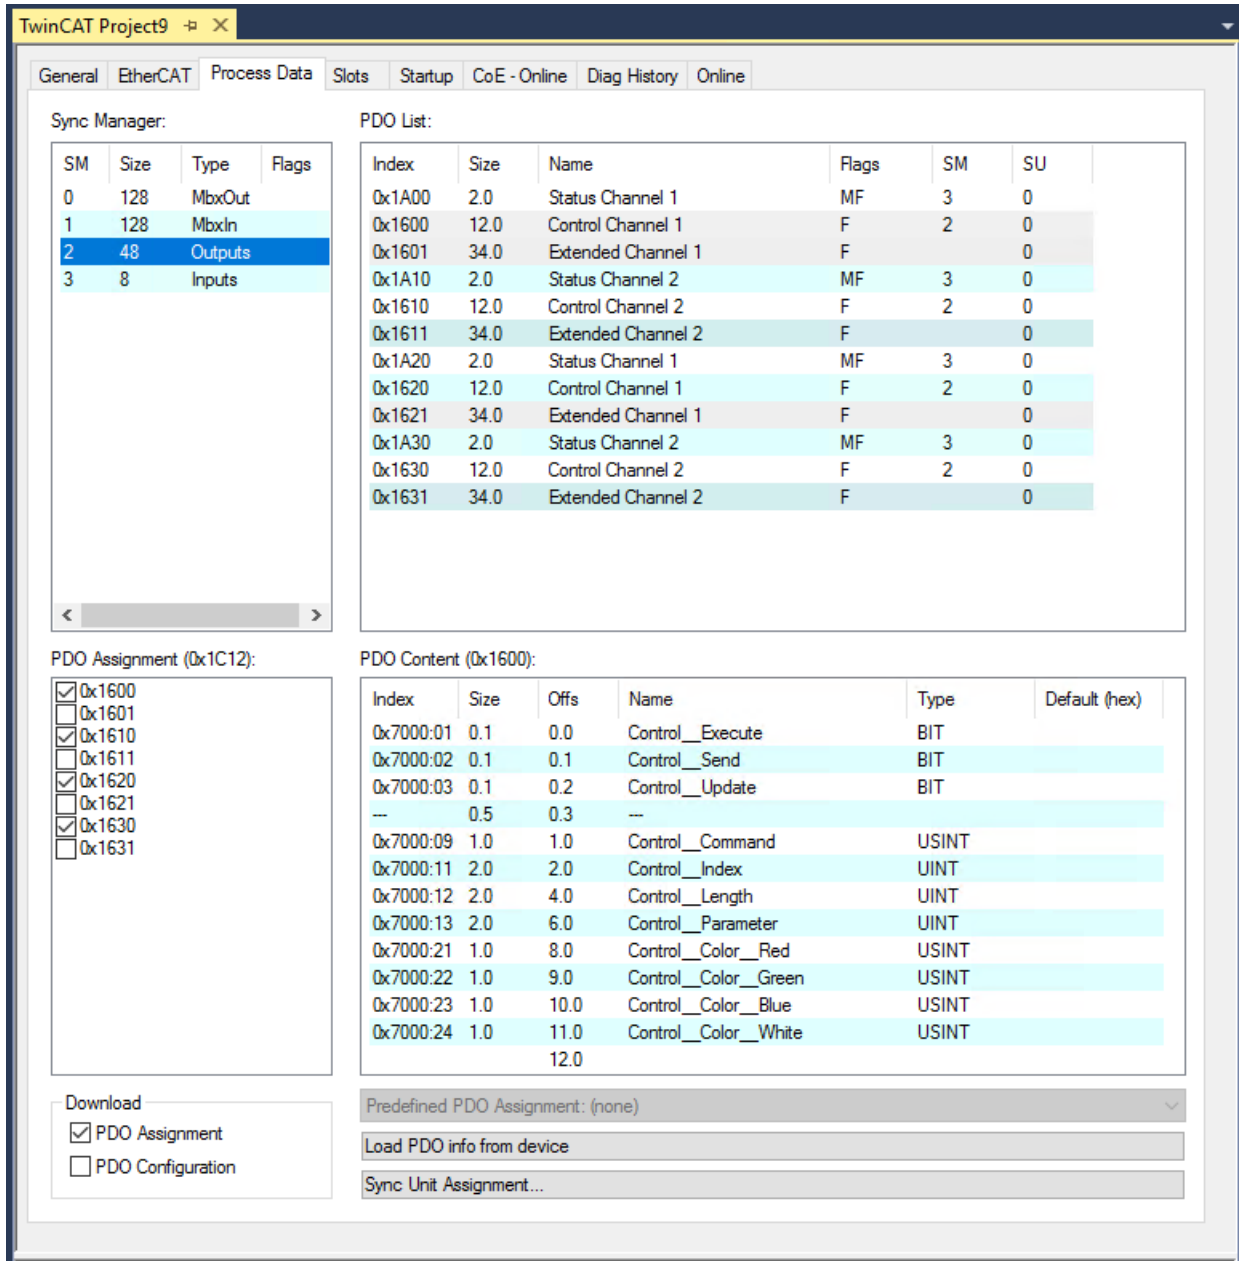 TwinCAT Project9
General EtherCAT Process Data Slots Startup CoE - Online Diag History Online
Sync Manager:
SM Size Type Flags
0 128 MbxOut
1 128 MbxIn
2 48 Outputs
3 8 Inputs
PDO List:
Index Size Name Flags SM SU
0x1A00 2.0 Status Channel 1 MF 3 0
0x1600 12.0 Control Channel 1 F 2 0
0x1601 34.0 Extended Channel 1 F 0
0x1A10 2.0 Status Channel 2 MF 3 0
0x1610 12.0 Control Channel 2 F 2 0
0x1611 34.0 Extended Channel 2 F 0
0x1A20 2.0 Status Channel 1 MF 3 0
0x1620 12.0 Control Channel 1 F 2 0
0x1621 34.0 Extended Channel 1 F 0
0x1A30 2.0 Status Channel 2 MF 3 0
0x1630 12.0 Control Channel 2 F 2 0
0x1631 34.0 Extended Channel 2 F 0
PDO Assignment (0x1C12):
0x1600
0x1601
0x1610
0x1611
0x1620
0x1621
0x1630
0x1631
PDO Content (0x1600):
Index Size Offs Name Type Default (hex)
0x7000:01 0.1 0.0 Control__Execute BIT
0x7000:02 0.1 0.1 Control__Send BIT
0x7000:03 0.1 0.2 Control__Update BIT
--- 0.5 0.3 ---
0x7000:09 1.0 1.0 Control__Command USINT
0x7000:11 2.0 2.0 Control__Index UINT
0x7000:12 2.0 4.0 Control__Length UINT
0x7000:13 2.0 6.0 Control__Parameter UINT
0x7000:21 1.0 8.0 Control__Color__Red USINT
0x7000:22 1.0 9.0 Control__Color__Green USINT
0x7000:23 1.0 10.0 Control__Color__Blue USINT
0x7000:24 1.0 11.0 Control__Color__White USINT
12.0
Download
PDO Assignment
PDO Configuration
Predefined PDO Assignment: (none)
Load PDO info from device
Sync Unit Assignment...